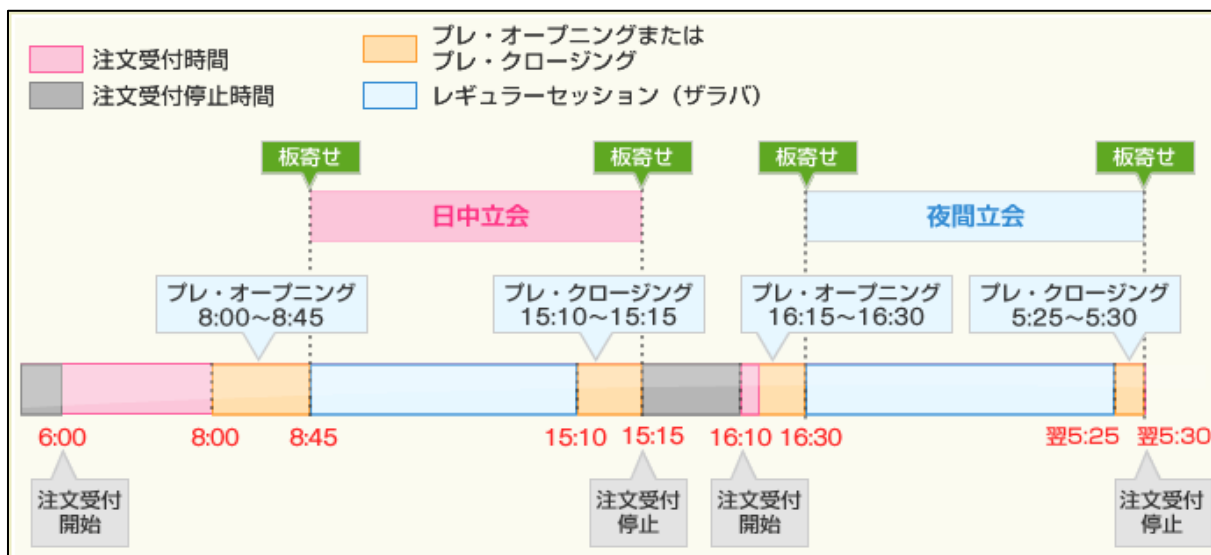 注文受付時間
注文受付停止時間
プレ・オープニングまたは
プレ・クロージング
レギュラーセッション（ザラバ）
板寄せ
板寄せ
板寄せ
板寄せ
日中立会
夜間立会
プレ・オープニング
8:00～8:45
プレ・クロージング
15:10～15:15
プレ・オープニング
16:15～16:30
プレ・クロージング
5:25～5:30
6:00
8:00
8:45
15:10
15:15
16:10
16:30
翌5:25
翌5:30
注文受付
開始
注文受付
停止
注文受付
開始
注文受付
停止